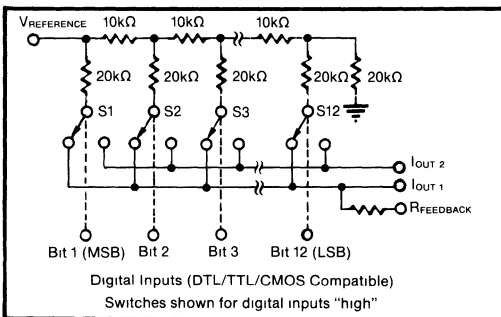 VREFERENCE 10kΩ 10kΩ 10kΩ
20kΩ 20kΩ 20kΩ 20kΩ 20kΩ
S1 S2 S3 S12
IOUT 2
IOUT 1
RFEEDBACK
Bit 1 (MSB) Bit 2 Bit 3 Bit 12 (LSB)
Digital Inputs (DTL/TTL/CMOS Compatible)
Switches shown for digital inputs "high"